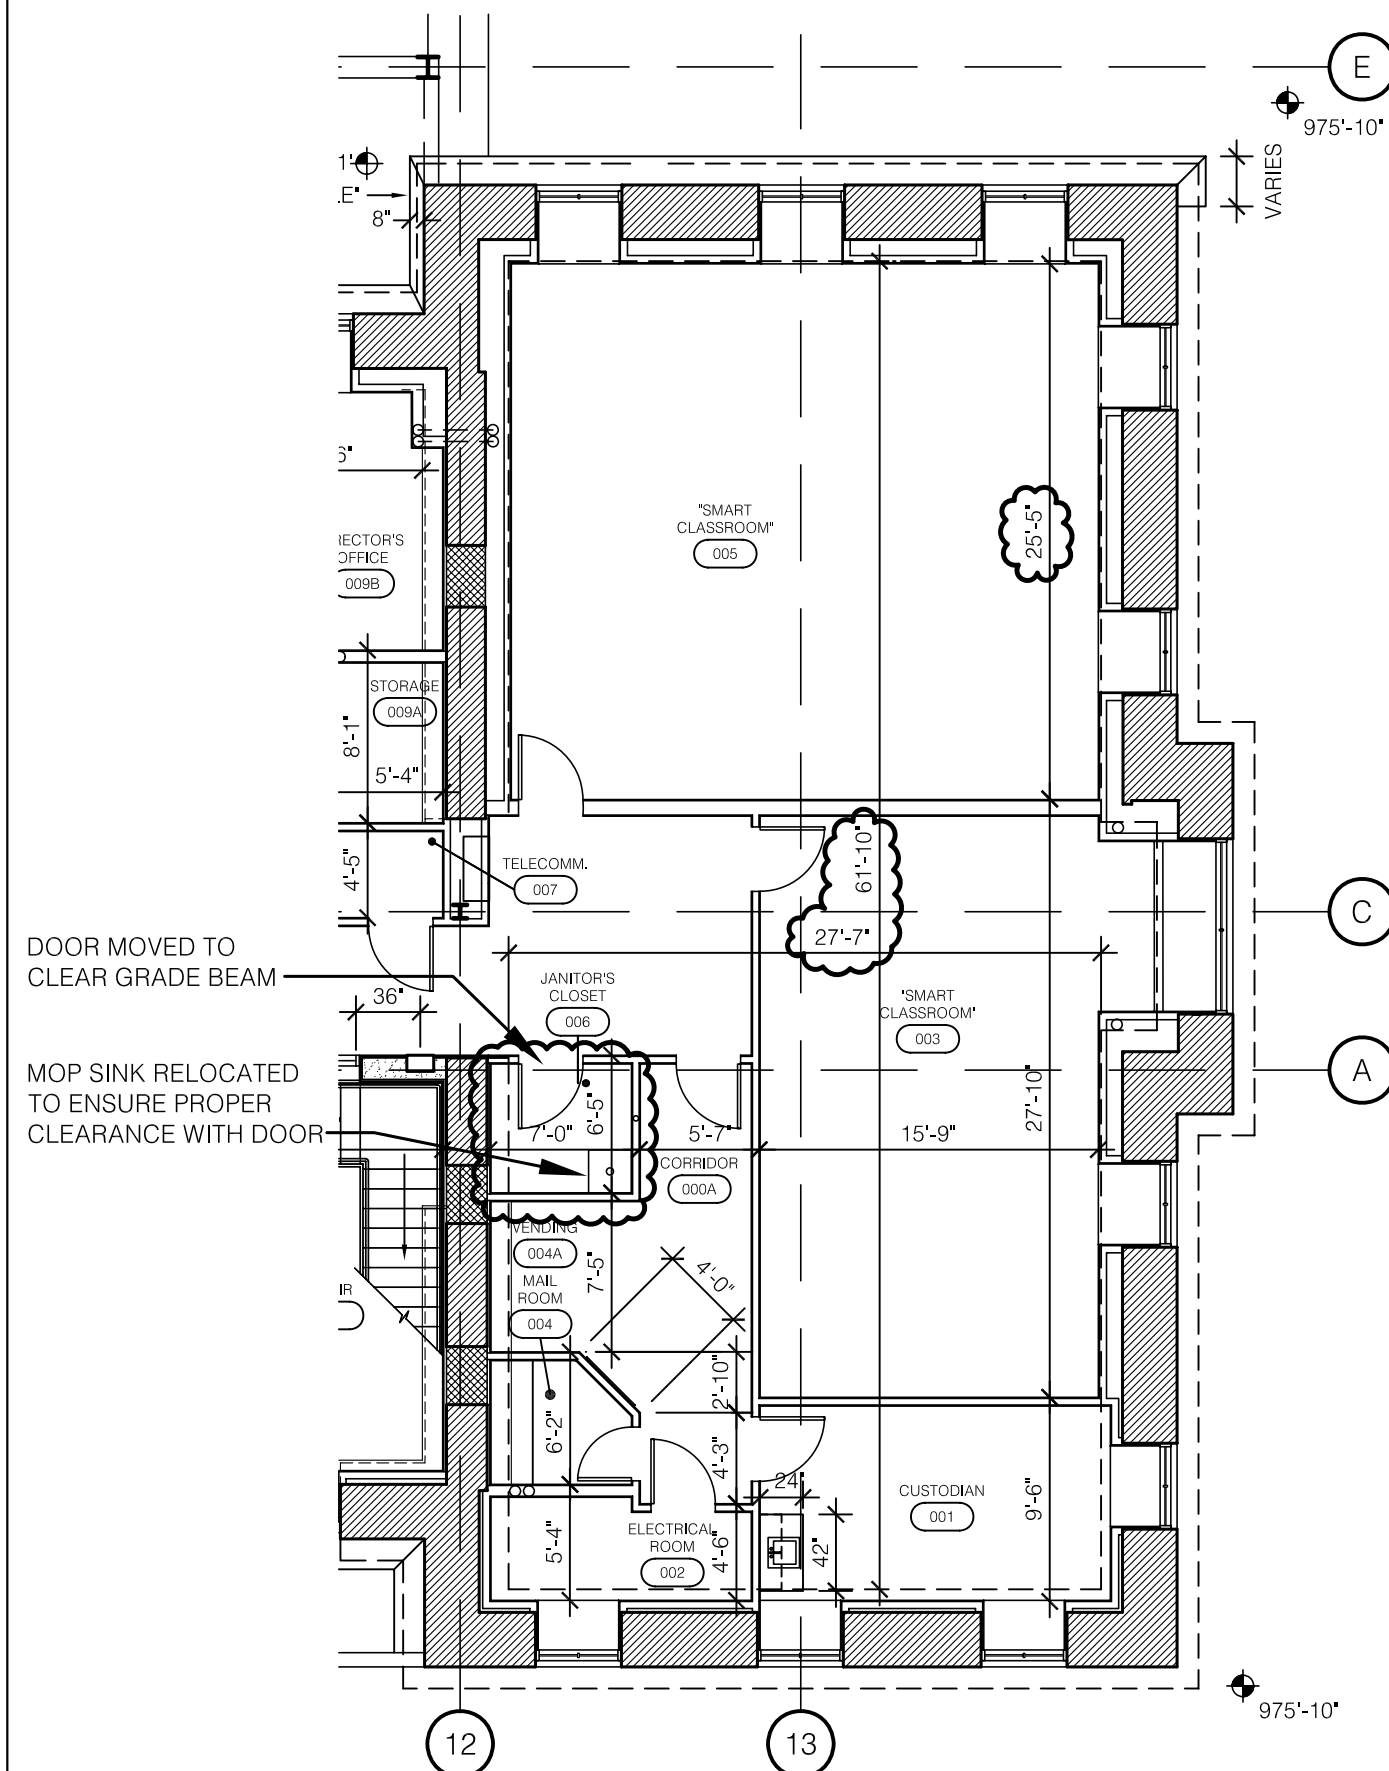 E
975'-10"
VARIES
1'
8"
"SMART
CLASSROOM"
005
25'-5"
OFFICE
009B
STORAGE
009A
8'-1"
5'-4"
4'-5"
TELECOMM.
007
61'-10"
27'-7"
C
DOOR MOVED TO
CLEAR GRADE BEAM
36"
JANITOR'S
CLOSET
006
'SMART
CLASSROOM'
003
A
MOP SINK RELOCATED
TO ENSURE PROPER
CLEARANCE WITH DOOR
7'-0"
6'-5"
5'-7"
15'-9"
27'-10"
CORRIDOR
000A
VENDING
004A
7'-5"
4'-0"
MAIL
ROOM
004
2'-10"
6'-2"
4'-3"
24"
CUSTODIAN
001
9'-6"
ELECTRICAL
ROOM
002
5'-4"
4'-6"
42"
975'-10"
12
13